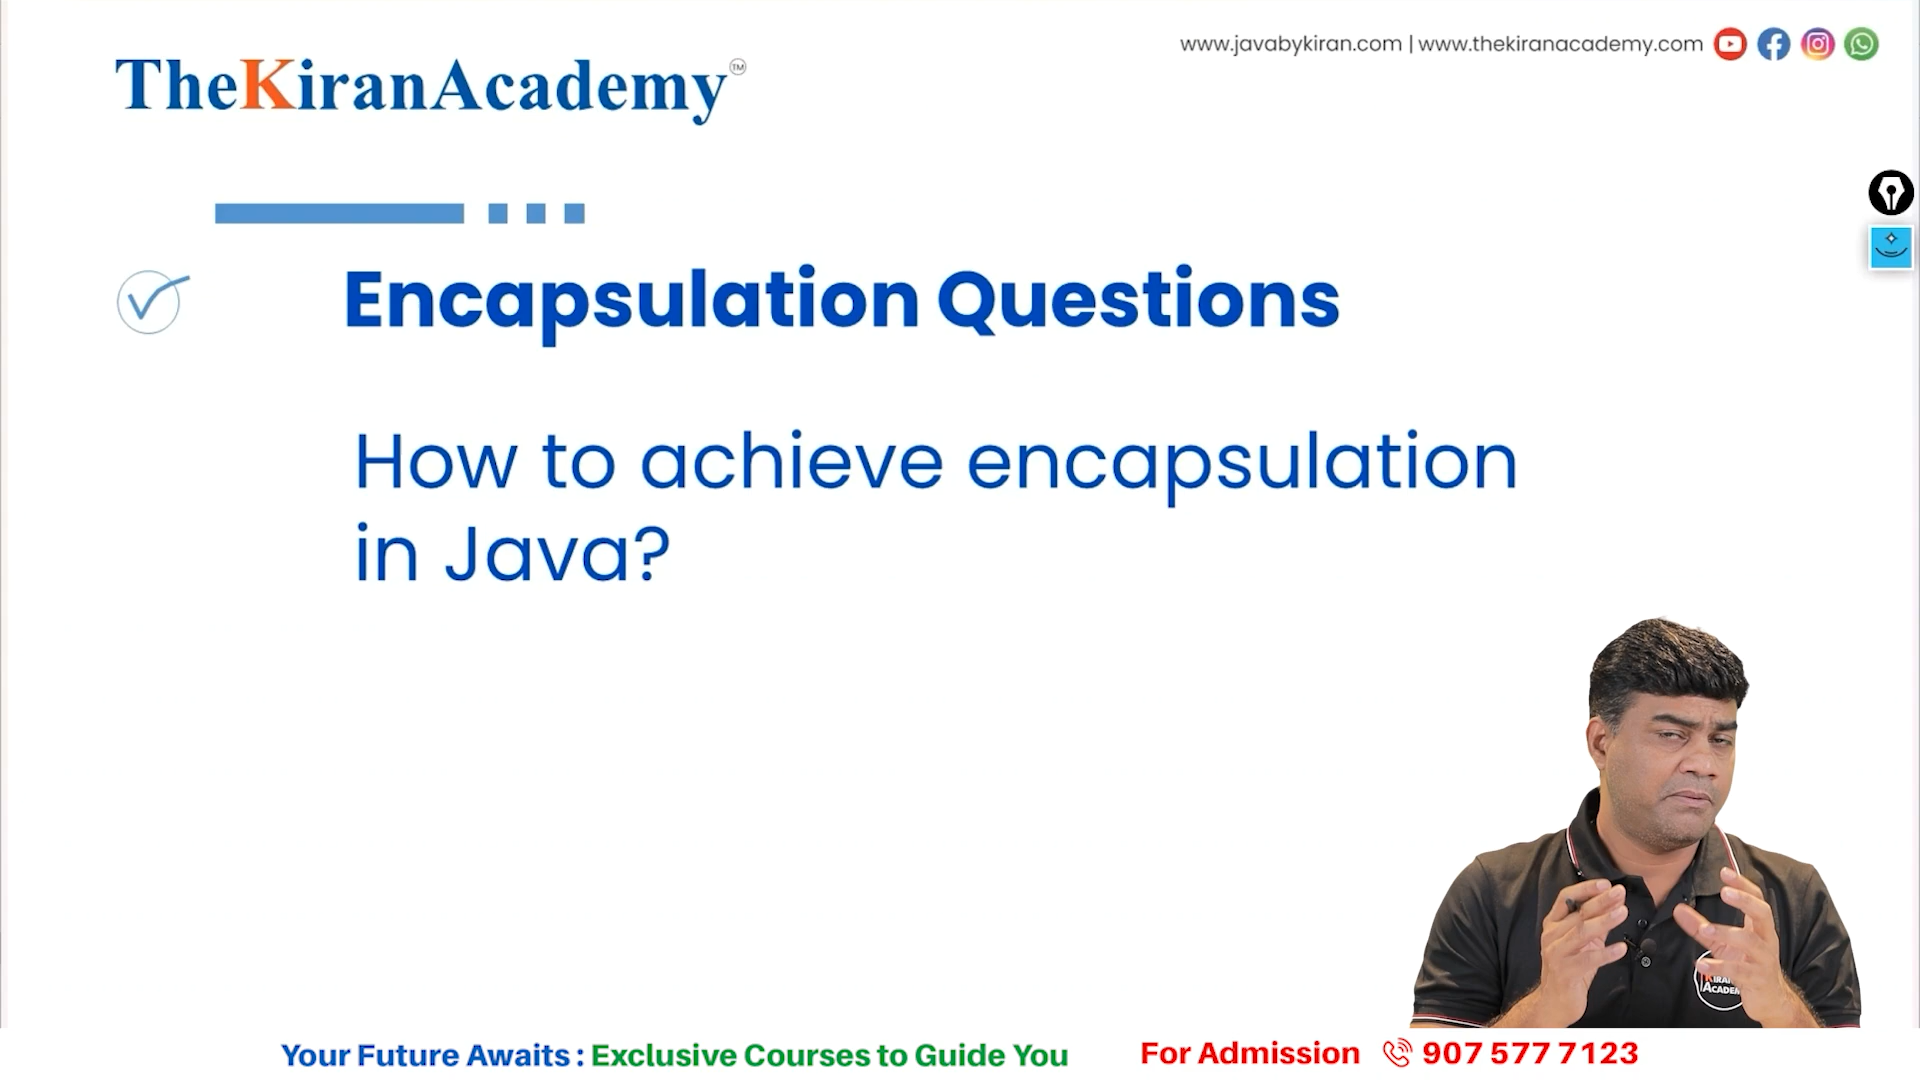 www.javabykiran.com | www.thekiranacademy.com
TheKiranAcademy™
Encapsulation Questions
How to achieve encapsulation
in Java?
Your Future Awaits : Exclusive Courses to Guide You
For Admission 907 577 7123